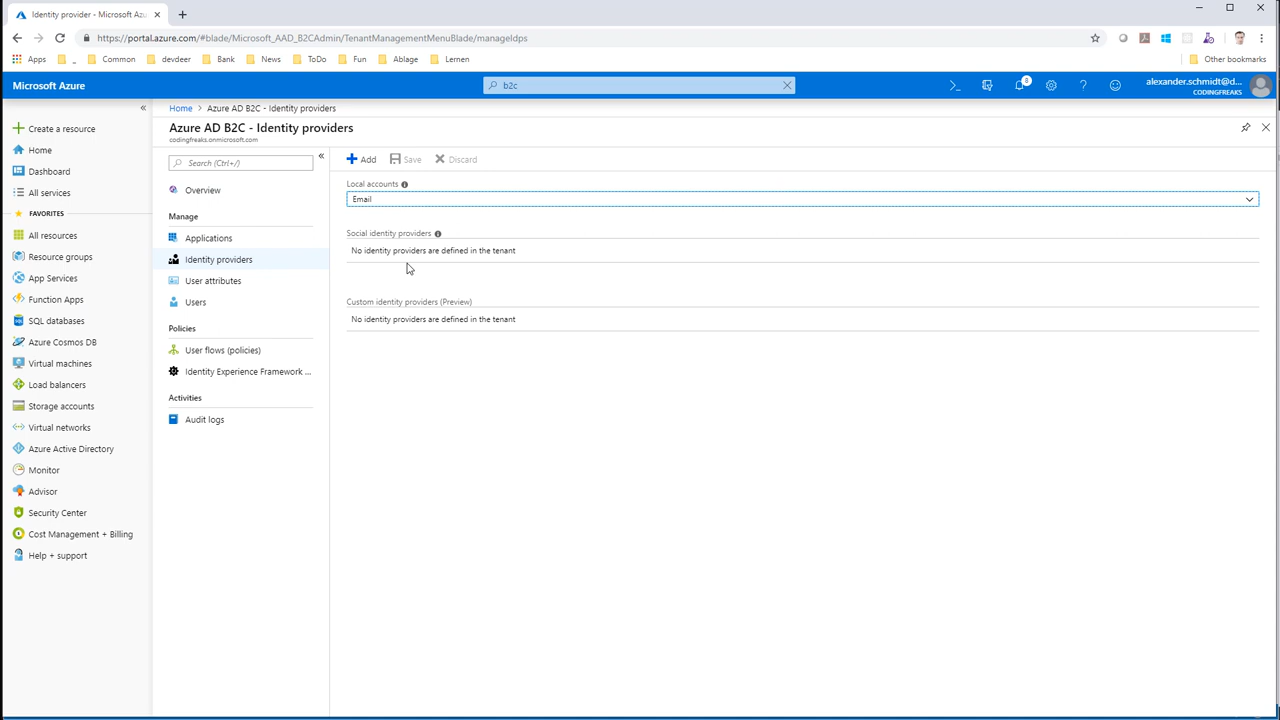 Identity provider - Microsoft Azu
https://portal.azure.com/#blade/Microsoft_AAD_B2CAdmin/TenantManagementMenuBlade/manageIdps
Apps
Common
devdeer
Bank
News
ToDo
Fun
Ablage
Lernen
Other bookmarks
Microsoft Azure
b2c
8
alexander.schmidt@d...
CODINGFREAKS
«
Create a resource
Home
Dashboard
All services
FAVORITES
All resources
Resource groups
App Services
Function Apps
SQL databases
Azure Cosmos DB
Virtual machines
Load balancers
Storage accounts
Virtual networks
Azure Active Directory
Monitor
Advisor
Security Center
Cost Management + Billing
Help + support
Home > Azure AD B2C - Identity providers
Azure AD B2C - Identity providers
codingfreaks.onmicrosoft.com
Search (Ctrl+/)
«
Overview
Manage
Applications
Identity providers
User attributes
Users
Policies
User flows (policies)
Identity Experience Framework ...
Activities
Audit logs
Add Save Discard
Local accounts
Email
Social identity providers
No identity providers are defined in the tenant
Custom identity providers (Preview)
No identity providers are defined in the tenant